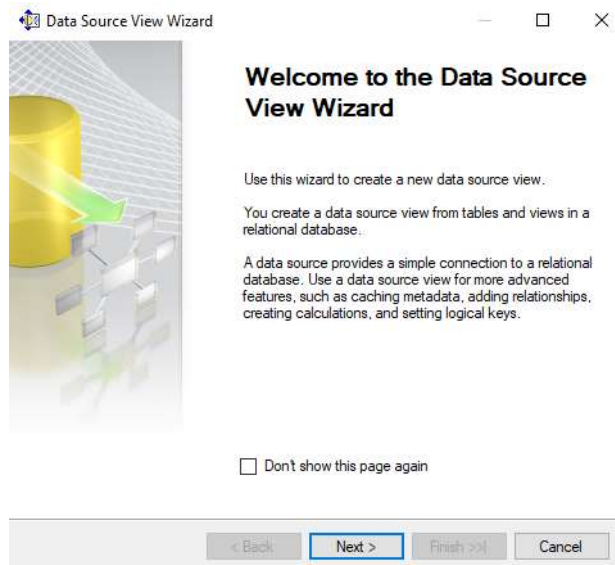 Data Source View Wizard
Welcome to the Data Source
View Wizard
Use this wizard to create a new data source view.
You create a data source view from tables and views in a
relational database.
A data source provides a simple connection to a relational
database. Use a data source view for more advanced
features, such as caching metadata, adding relationships,
creating calculations, and setting logical keys.
Don't show this page again
< Back Next > Finish >>| Cancel